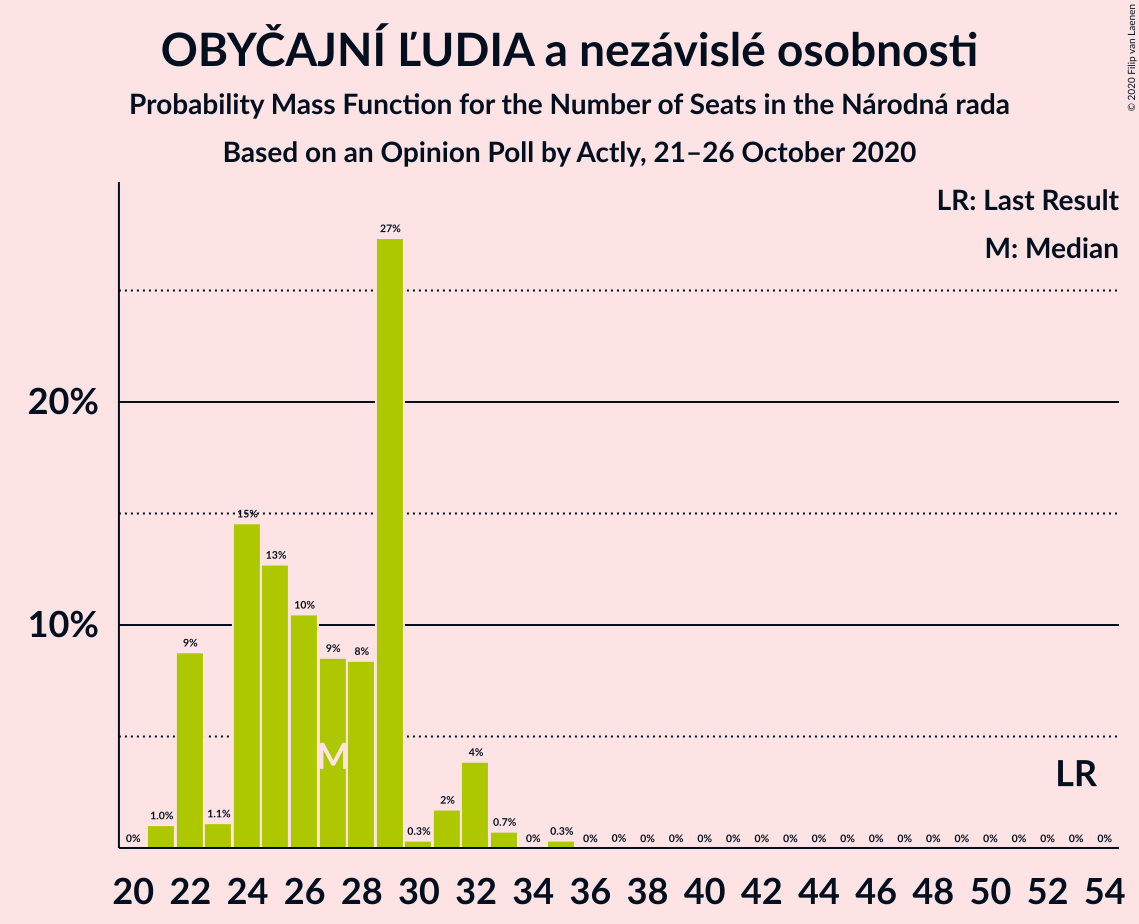 OBYČAJNÍ ĽUDIA a nezávislé osobnosti
Probability Mass Function for the Number of Seats in the Národná rada
Based on an Opinion Poll by Actly, 21–26 October 2020
© 2020 Filip van Laenen
LR: Last Result
M: Median
20%
10%
0% 1.0% 9% 1.1% 15% 13% 10% 9% 8% 27% 0.3% 2% 4% 0.7% 0% 0.3% 0% 0% 0% 0% 0% 0% 0% 0% 0% 0% 0% 0% 0% 0% 0% 0% 0% 0% 0%
M
LR
20 22 24 26 28 30 32 34 36 38 40 42 44 46 48 50 52 54